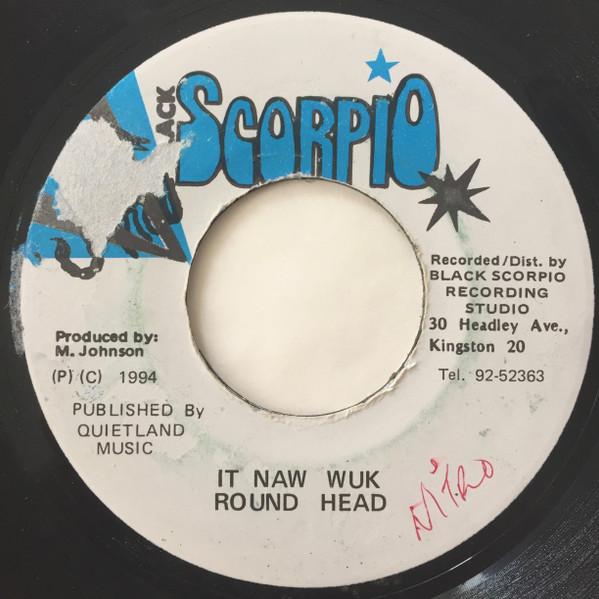 ACK
SCORPIO
Recorded/Dist. by
BLACK SCORPIO
RECORDING
STUDIO
30 Headley Ave.,
Kingston 20
Tel. 92-52363
Produced by:
M. Johnson
(P) (C) 1994
PUBLISHED By
QUIETLAND
MUSIC
IT NAW WUK
ROUND HEAD